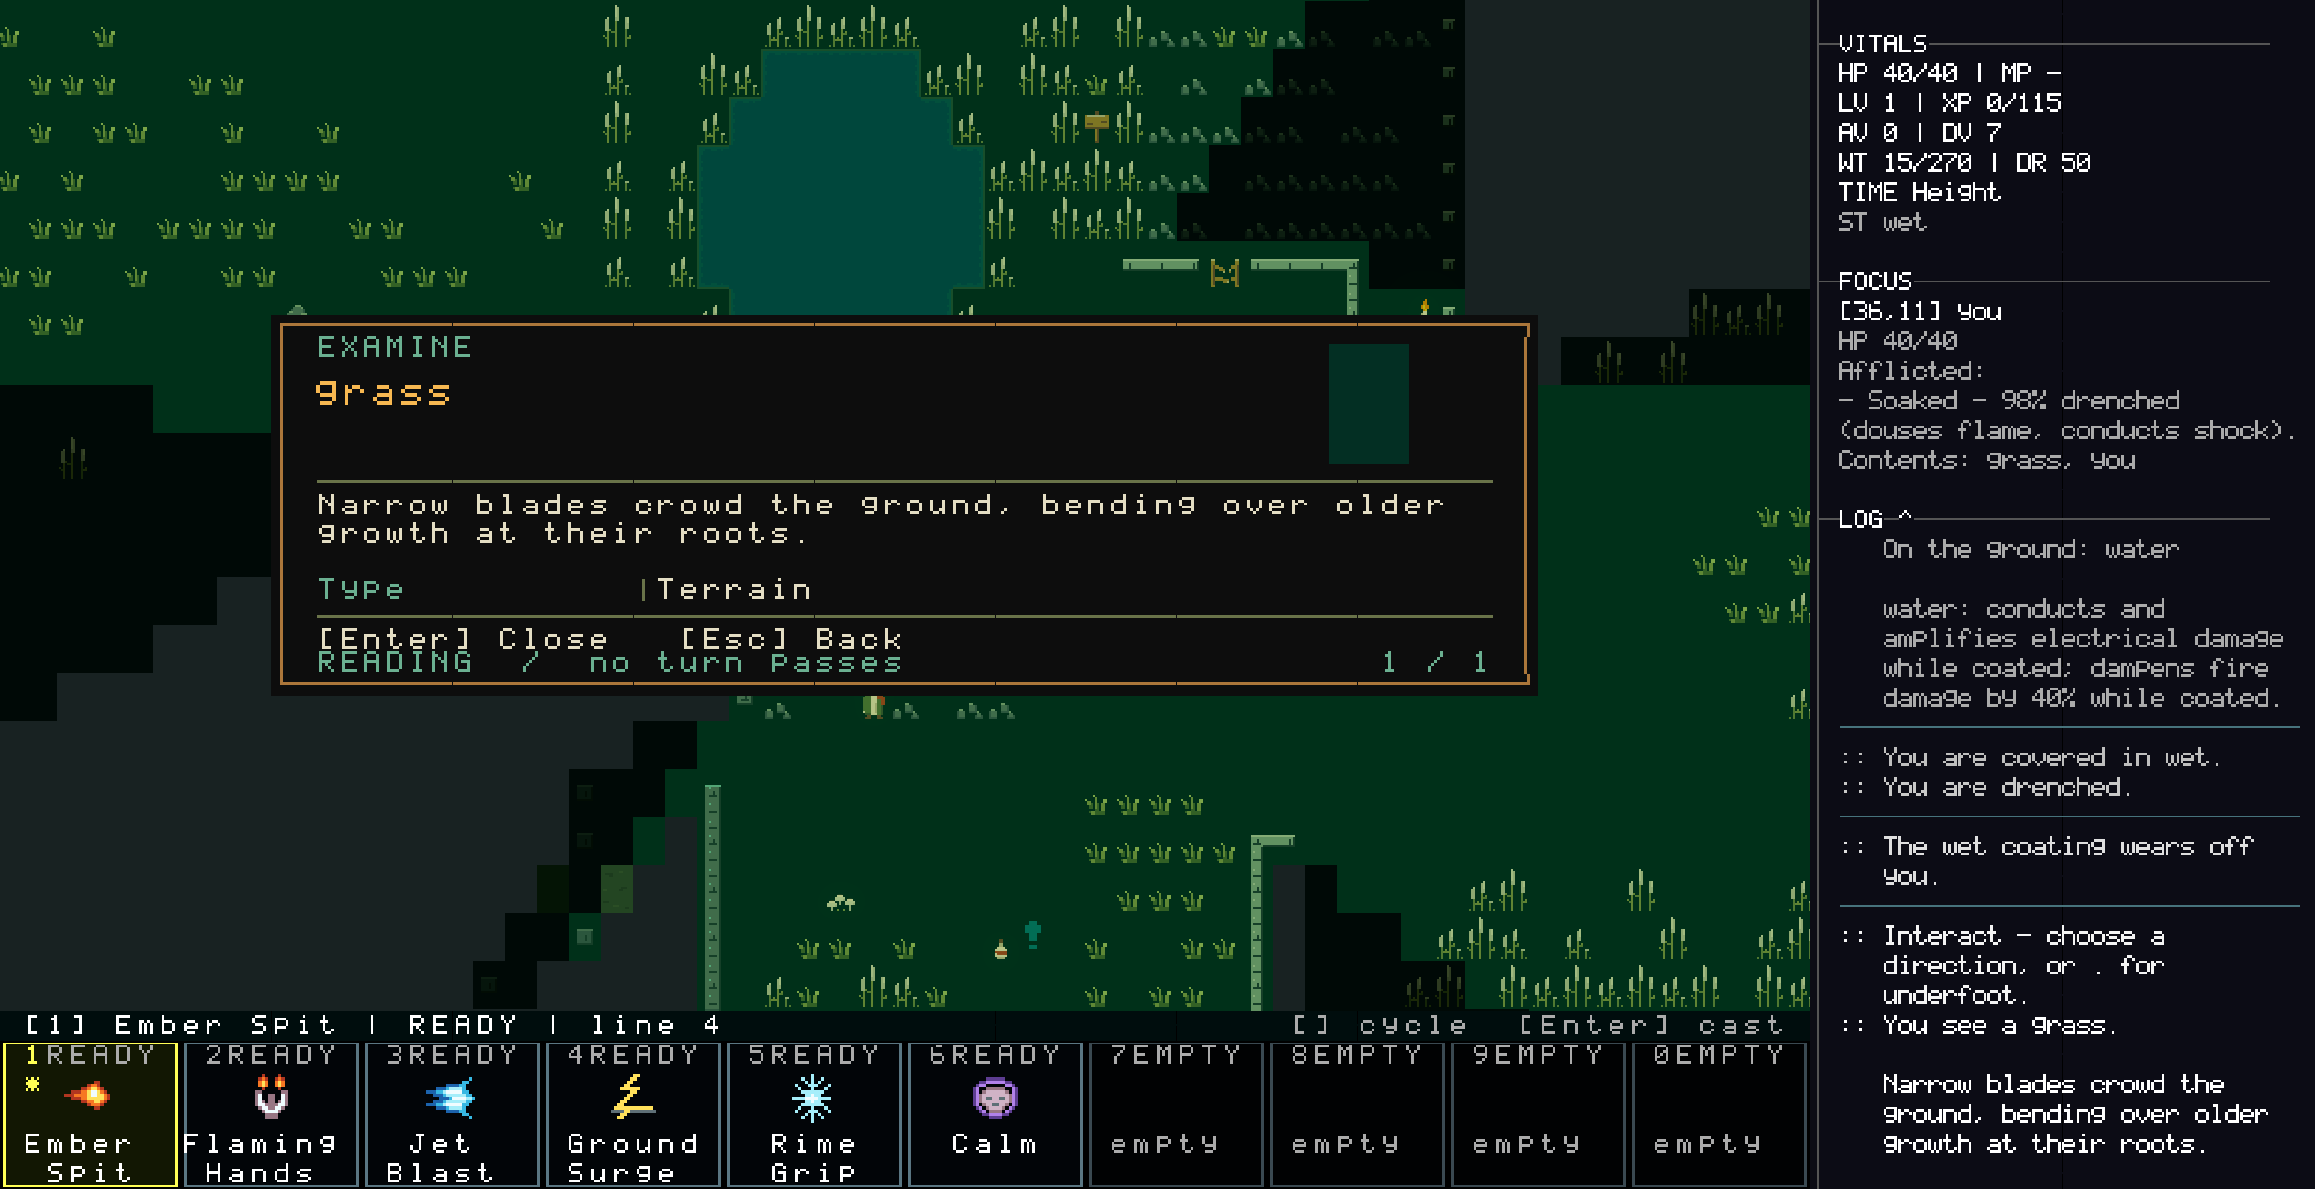 EXAMINE
grass
Narrow blades crowd the ground, bending over older
growth at their roots.
Type | Terrain
[Enter] Close [Esc] Back
READING / no turn passes 1 / 1
[1] Ember Spit | READY | line 4 [] cycle [Enter] cast
1READY 2READY 3READY 4READY 5READY 6READY 7EMPTY 8EMPTY 9EMPTY 0EMPTY
Ember Flaming Jet Ground Rime Calm empty empty empty empty
Spit Hands Blast Surge Grip
VITALS
HP 40/40 | MP -
LV 1 | XP 0/115
AV 0 | DV 7
WT 15/270 | DR 50
TIME Height
ST wet
FOCUS
[36,11] you
HP 40/40
Afflicted:
- Soaked - 98% drenched
(douses flame, conducts shock).
Contents: grass, you
LOG ^
On the ground: water
water: conducts and
amplifies electrical damage
while coated; dampens fire
damage by 40% while coated.
:: You are covered in wet.
:: You are drenched.
:: The wet coating wears off
you.
:: Interact - choose a
direction, or . for
underfoot.
:: You see a grass.
Narrow blades crowd the
ground, bending over older
growth at their roots.